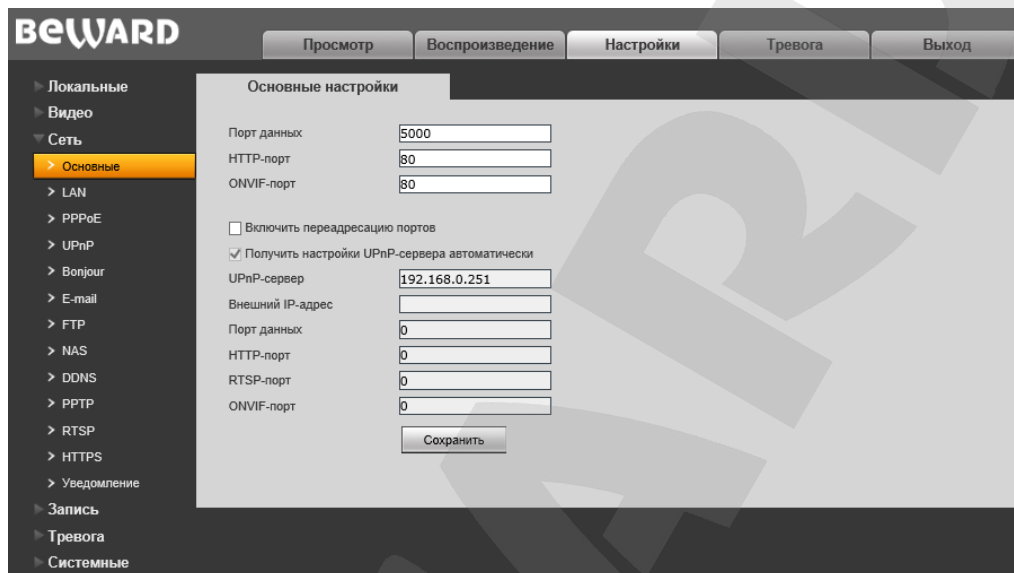 BEWARD
Просмотр
Воспроизведение
Настройки
Тревога
Выход
Локальные
Видео
Сеть
Основные
LAN
PPPoE
UPnP
Bonjour
E-mail
FTP
NAS
DDNS
PPTP
RTSP
HTTPS
Уведомление
Запись
Тревога
Системные
Основные настройки
Порт данных 5000
HTTP-порт 80
ONVIF-порт 80
Включить переадресацию портов
Получить настройки UPnP-сервера автоматически
UPnP-сервер 192.168.0.251
Внешний IP-адрес
Порт данных 0
HTTP-порт 0
RTSP-порт 0
ONVIF-порт 0
Сохранить